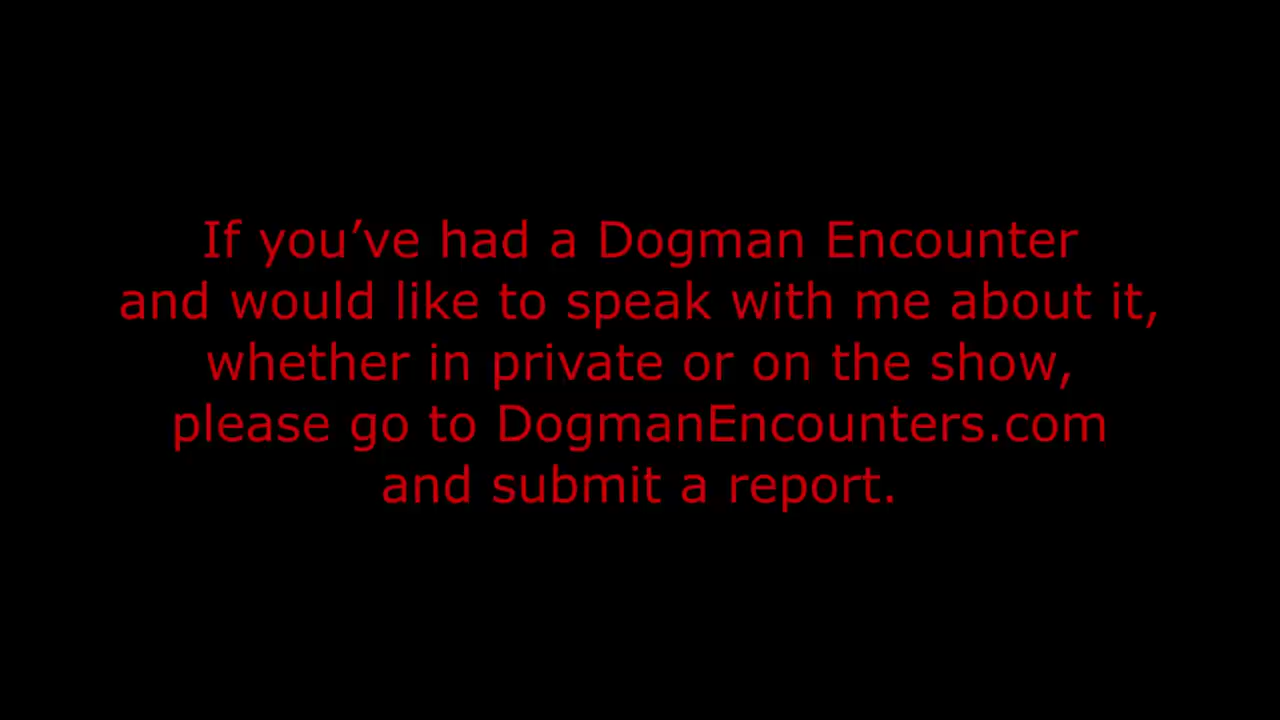 If you’ve had a Dogman Encounter
and would like to speak with me about it,
whether in private or on the show,
please go to DogmanEncounters.com
and submit a report.